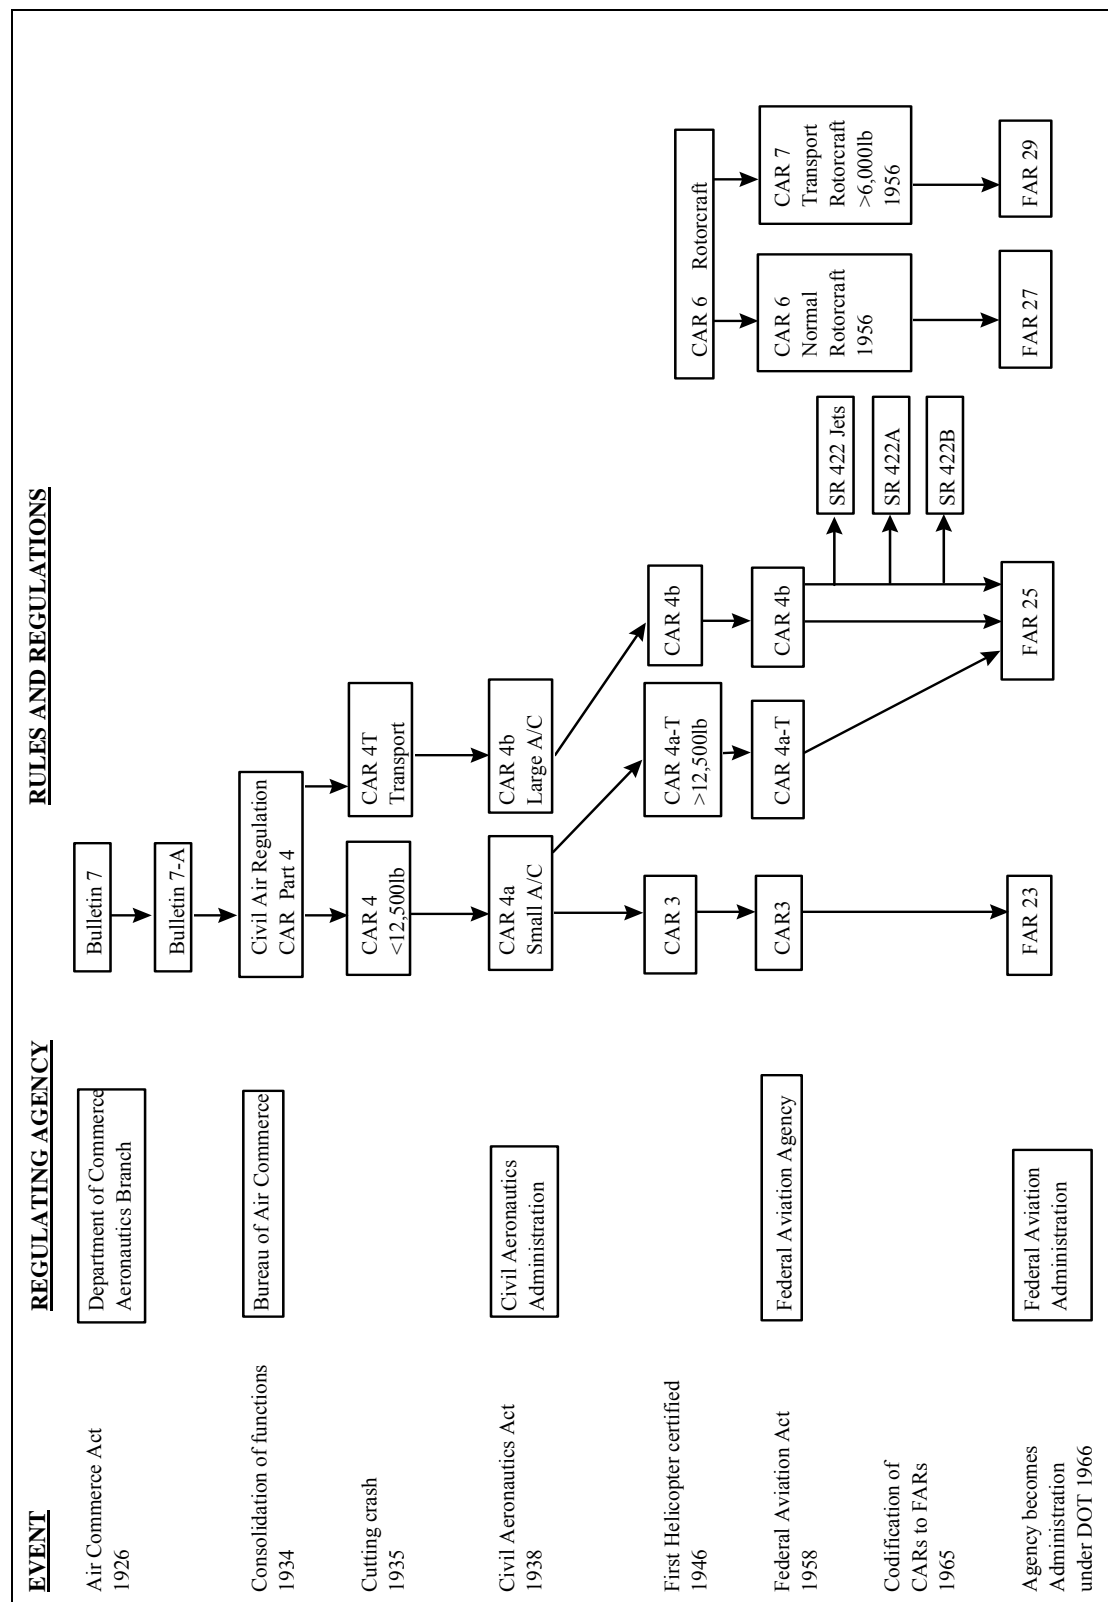 EVENT
REGULATING AGENCY
RULES AND REGULATIONS
Air Commerce Act
1926
Department of Commerce
Aeronautics Branch
Bulletin 7
Bulletin 7-A
Consolidation of functions
1934
Bureau of Air Commerce
Civil Air Regulation
CAR Part 4
Cutting crash
1935
CAR 4
<12,500lb
CAR 4T
Transport
Civil Aeronautics Act
1938
Civil Aeronautics
Administration
CAR 4a
Small A/C
CAR 4b
Large A/C
First Helicopter certified
1946
CAR 3
CAR 4a-T
>12,500lb
CAR 4b
CAR 6 Rotorcraft
Federal Aviation Act
1958
Federal Aviation Agency
CAR3
CAR 4a-T
CAR 4b
SR 422 Jets
SR 422A
SR 422B
CAR 6
Normal
Rotorcraft
1956
CAR 7
Transport
Rotorcraft
>6,000lb
1956
Codification of
CARs to FARs
1965
Agency becomes
Administration
under DOT 1966
Federal Aviation
Administration
FAR 23
FAR 25
FAR 27
FAR 29